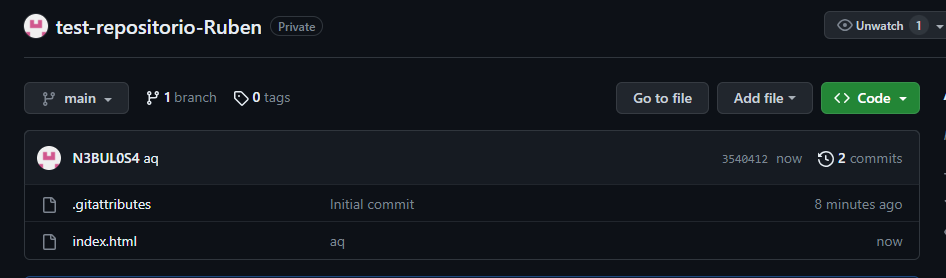 test-repositorio-Ruben Private Unwatch 1
main 1 branch 0 tags Go to file Add file Code
N3BUL0S4 aq 3540412 now 2 commits
.gitattributes Initial commit 8 minutes ago
index.html aq now